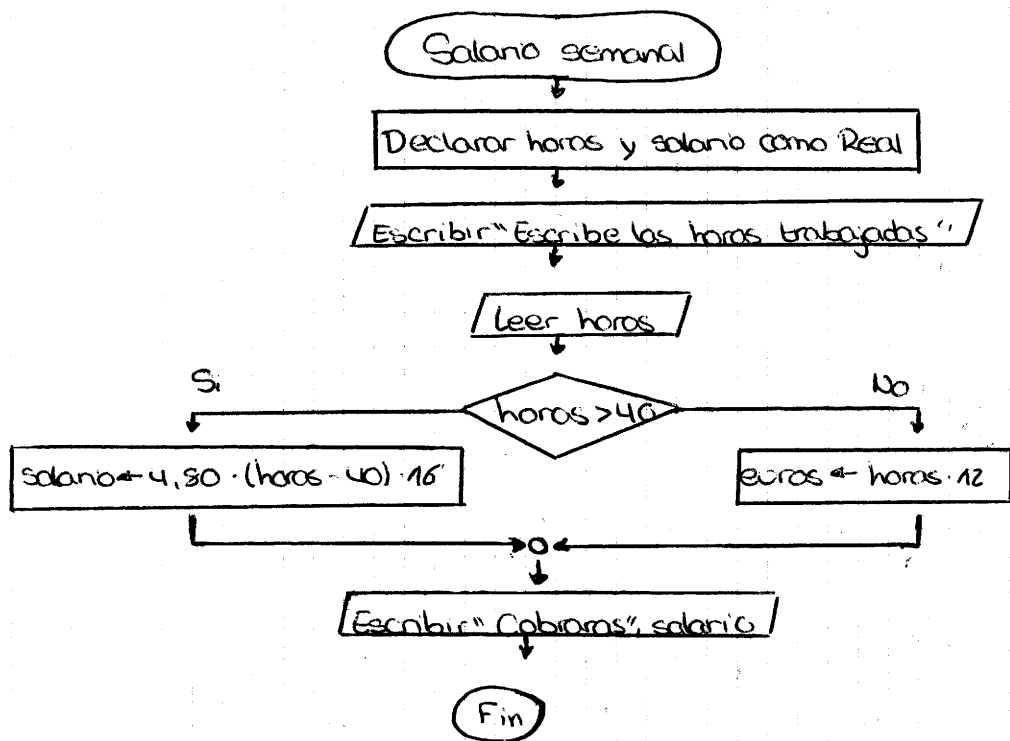 Salario semanal
Declarar horas y salario como Real
Escribir "Escribe las horas trabajadas"
Leer horas
horas > 40
Si
No
salario ← 4,80 · (horas - 40) · 16
euros ← horas · 12
Escribir "Cobraras", salario
Fin